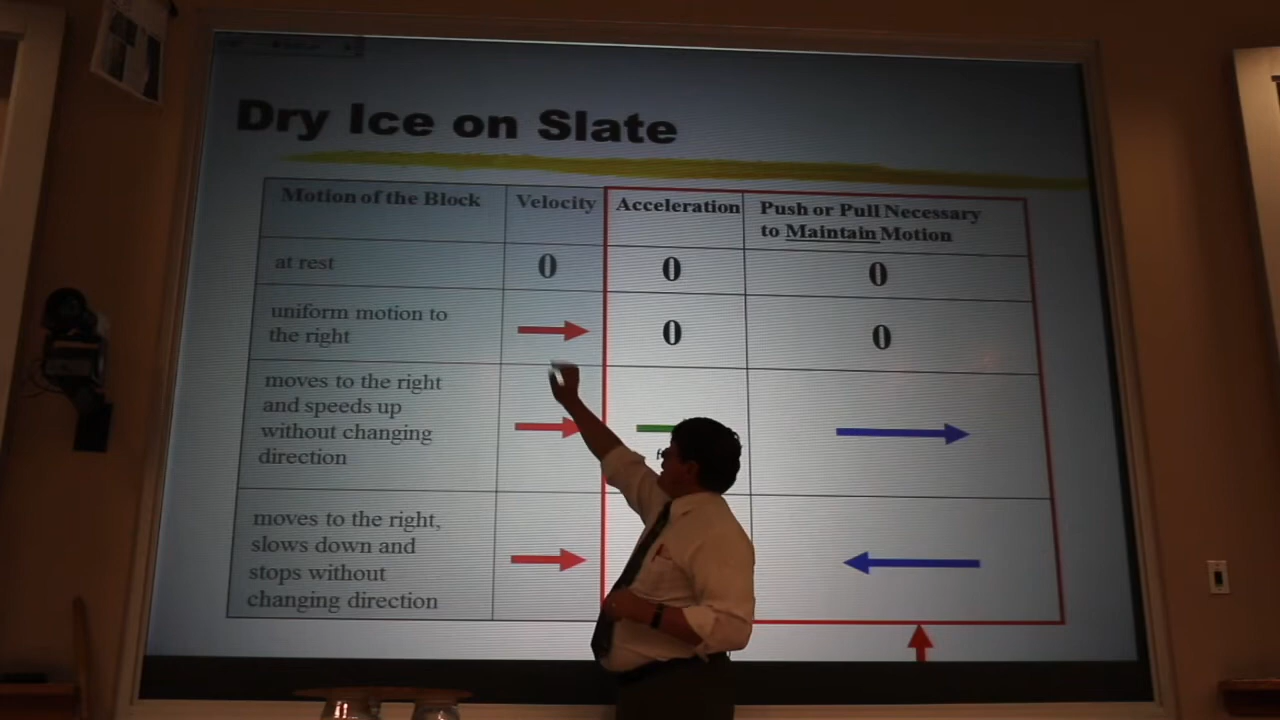 Dry Ice on Slate
Motion of the Block
Velocity
Acceleration
Push or Pull Necessary
to Maintain Motion
at rest
0
0
0
uniform motion to
the right
0
0
moves to the right
and speeds up
without changing
direction
moves to the right,
slows down and
stops without
changing direction